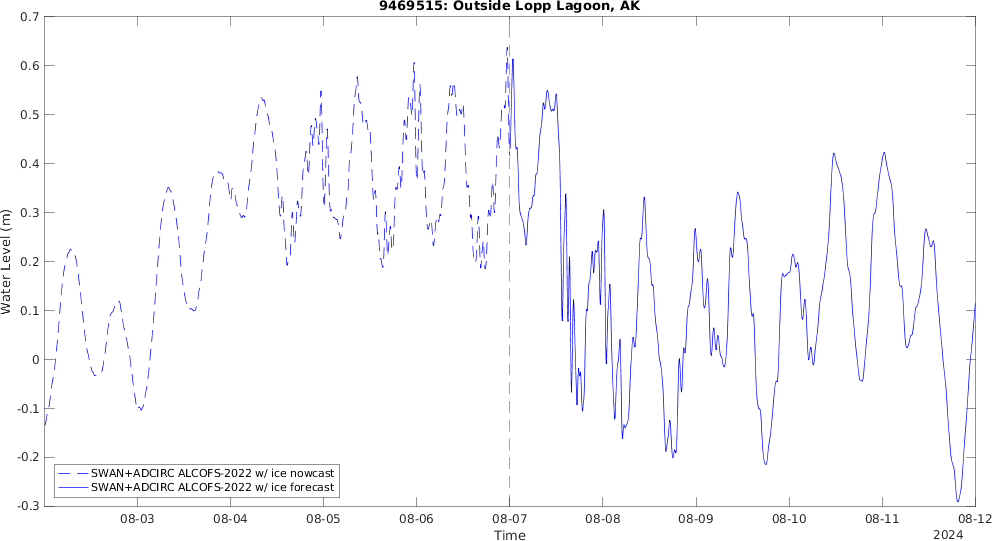 9469515: Outside Lopp Lagoon, AK
0.7
0.6
0.5
0.4
0.3
0.2
0.1
0
-0.1
-0.2
-0.3
Water Level (m)
SWAN+ADCIRC ALCOFS-2022 w/ ice nowcast
SWAN+ADCIRC ALCOFS-2022 w/ ice forecast
08-03 08-04 08-05 08-06 08-07 08-08 08-09 08-10 08-11 08-12
Time
2024